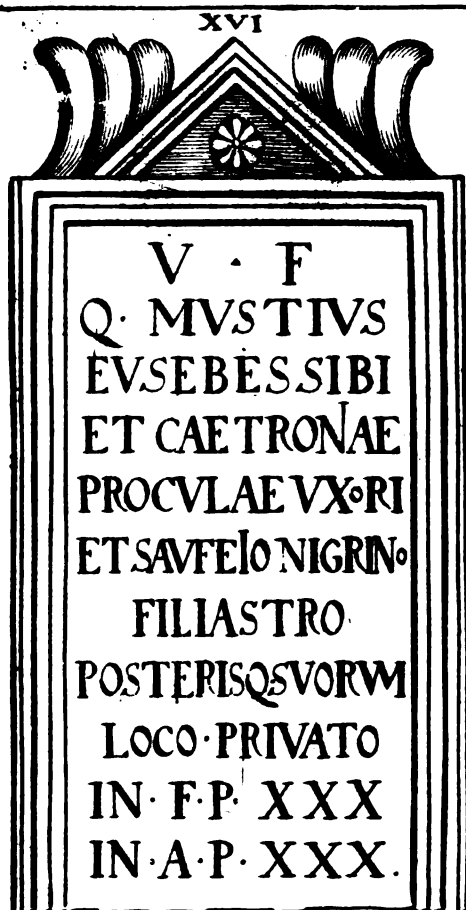 XVI
V · F
Q · MVSTIVS
EVSEBES SIBI
ET CAETRONAE
PROCVLAE VXoRI
ET SAVFEIO NIGRINo
FILIASTRO
POSTERISQ·SVORVM
LOCO · PRIVATO
IN · F · P · XXX
IN · A · P · XXX .